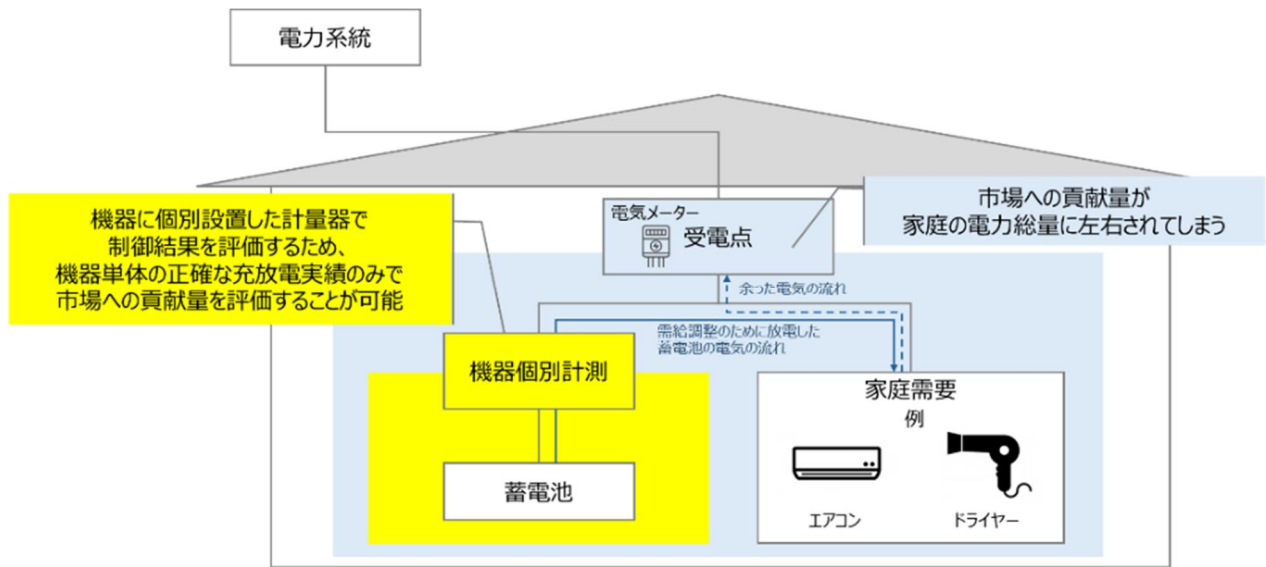 電力系統
機器に個別設置した計量器で
制御結果を評価するため、
機器単体の正確な充放電実績のみで
市場への貢献量を評価することが可能
電気メーター
受電点
市場への貢献量が
家庭の電力総量に左右されてしまう
余った電気の流れ
需給調整のために放電した
蓄電池の電気の流れ
機器個別計測
蓄電池
家庭需要
例
エアコン
ドライヤー